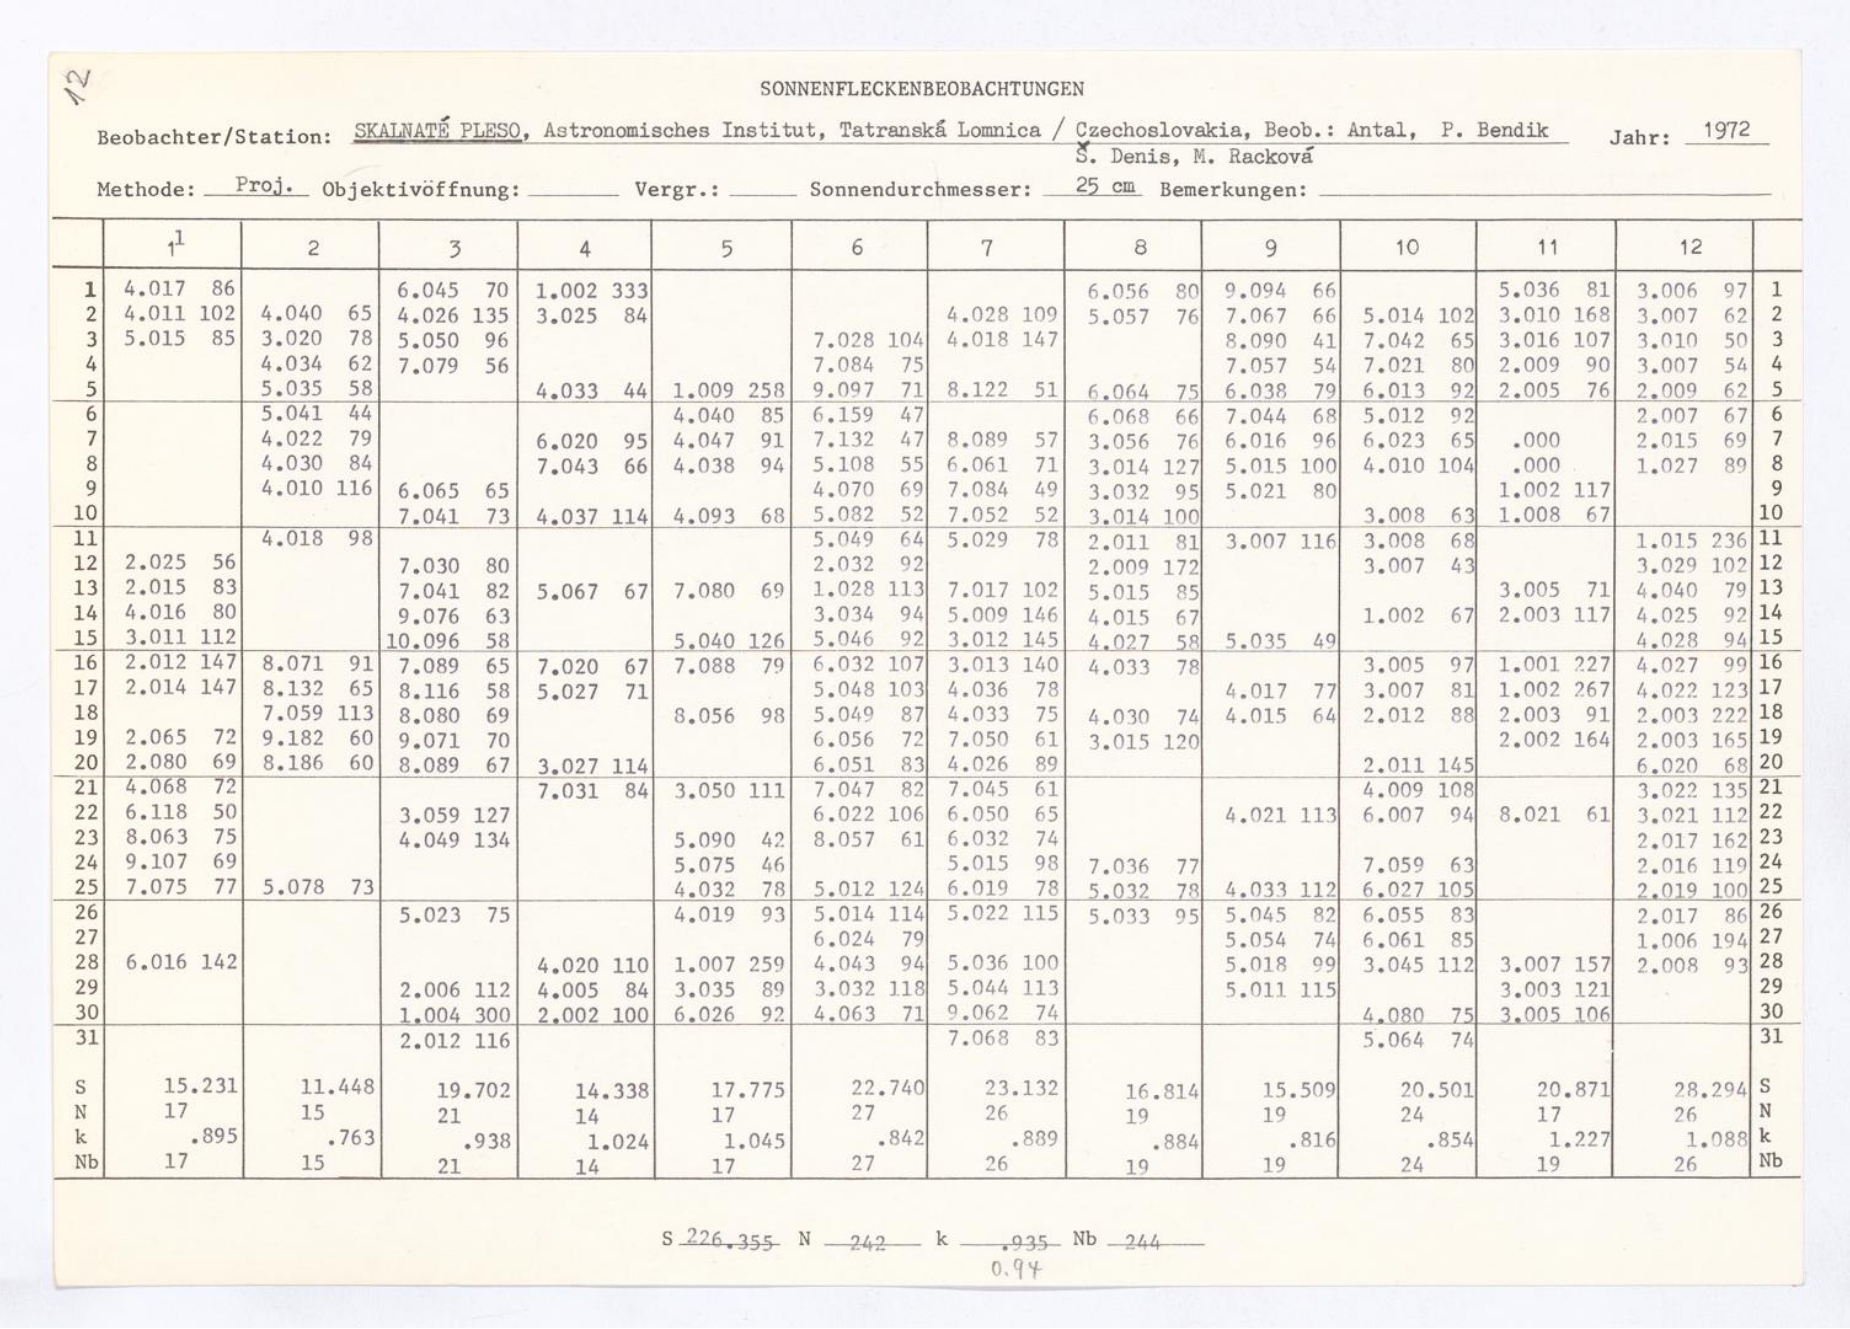 12
SONNENFLECKENBEOBACHTUNGEN
Beobachter/Station: SKALNATÉ PLESO, Astronomisches Institut, Tatranská Lomnica / Czechoslovakia, Beob.: Antal, P. Bendik Jahr: 1972
Š. Denis, M. Racková
Methode: Proj. Objektivöffnung: Vergr.: Sonnendurchmesser: 25 cm Bemerkungen:
1¹ 2 3 4 5 6 7 8 9 10 11 12
1 4.017 86 6.045 70 1.002 333 6.056 80 9.094 66 5.036 81 3.006 97 1
2 4.011 102 4.040 65 4.026 135 3.025 84 4.028 109 5.057 76 7.067 66 5.014 102 3.010 168 3.007 62 2
3 5.015 85 3.020 78 5.050 96 7.028 104 4.018 147 8.090 41 7.042 65 3.016 107 3.010 50 3
4 4.034 62 7.079 56 7.084 75 7.057 54 7.021 80 2.009 90 3.007 54 4
5 5.035 58 4.033 44 1.009 258 9.097 71 8.122 51 6.064 75 6.038 79 6.013 92 2.005 76 2.009 62 5
6 5.041 44 4.040 85 6.159 47 6.068 66 7.044 68 5.012 92 2.007 67 6
7 4.022 79 6.020 95 4.047 91 7.132 47 8.089 57 3.056 76 6.016 96 6.023 65 .000 2.015 69 7
8 4.030 84 7.043 66 4.038 94 5.108 55 6.061 71 3.014 127 5.015 100 4.010 104 .000 1.027 89 8
9 4.010 116 6.065 65 4.070 69 7.084 49 3.032 95 5.021 80 1.002 117 9
10 7.041 73 4.037 114 4.093 68 5.082 52 7.052 52 3.014 100 3.008 63 1.008 67 10
11 4.018 98 5.049 64 5.029 78 2.011 81 3.007 116 3.008 68 1.015 236 11
12 2.025 56 7.030 80 2.032 92 2.009 172 3.007 43 3.029 102 12
13 2.015 83 7.041 82 5.067 67 7.080 69 1.028 113 7.017 102 5.015 85 3.005 71 4.040 79 13
14 4.016 80 9.076 63 3.034 94 5.009 146 4.015 67 1.002 67 2.003 117 4.025 92 14
15 3.011 112 10.096 58 5.040 126 5.046 92 3.012 145 4.027 58 5.035 49 4.028 94 15
16 2.012 147 8.071 91 7.089 65 7.020 67 7.088 79 6.032 107 3.013 140 4.033 78 3.005 97 1.001 227 4.027 99 16
17 2.014 147 8.132 65 8.116 58 5.027 71 5.048 103 4.036 78 4.017 77 3.007 81 1.002 267 4.022 123 17
18 7.059 113 8.080 69 8.056 98 5.049 87 4.033 75 4.030 74 4.015 64 2.012 88 2.003 91 2.003 222 18
19 2.065 72 9.182 60 9.071 70 6.056 72 7.050 61 3.015 120 2.002 164 2.003 165 19
20 2.080 69 8.186 60 8.089 67 3.027 114 6.051 83 4.026 89 2.011 145 6.020 68 20
21 4.068 72 7.031 84 3.050 111 7.047 82 7.045 61 4.009 108 3.022 135 21
22 6.118 50 3.059 127 6.022 106 6.050 65 4.021 113 6.007 94 8.021 61 3.021 112 22
23 8.063 75 4.049 134 5.090 42 8.057 61 6.032 74 2.017 162 23
24 9.107 69 5.075 46 5.015 98 7.036 77 7.059 63 2.016 119 24
25 7.075 77 5.078 73 4.032 78 5.012 124 6.019 78 5.032 78 4.033 112 6.027 105 2.019 100 25
26 5.023 75 4.019 93 5.014 114 5.022 115 5.033 95 5.045 82 6.055 83 2.017 86 26
27 6.024 79 5.054 74 6.061 85 1.006 194 27
28 6.016 142 4.020 110 1.007 259 4.043 94 5.036 100 5.018 99 3.045 112 3.007 157 2.008 93 28
29 2.006 112 4.005 84 3.035 89 3.032 118 5.044 113 5.011 115 3.003 121 29
30 1.004 300 2.002 100 6.026 92 4.063 71 9.062 74 4.080 75 3.005 106 30
31 2.012 116 7.068 83 5.064 74 31
S 15.231 11.448 19.702 14.338 17.775 22.740 23.132 16.814 15.509 20.501 20.871 28.294 S
N 17 15 21 14 17 27 26 19 19 24 17 26 N
k .895 .763 .938 1.024 1.045 .842 .889 .884 .816 .854 1.227 1.088 k
Nb 17 15 21 14 17 27 26 19 19 24 19 26 Nb
S 226.355 N 242 k .935 Nb 244
0.94